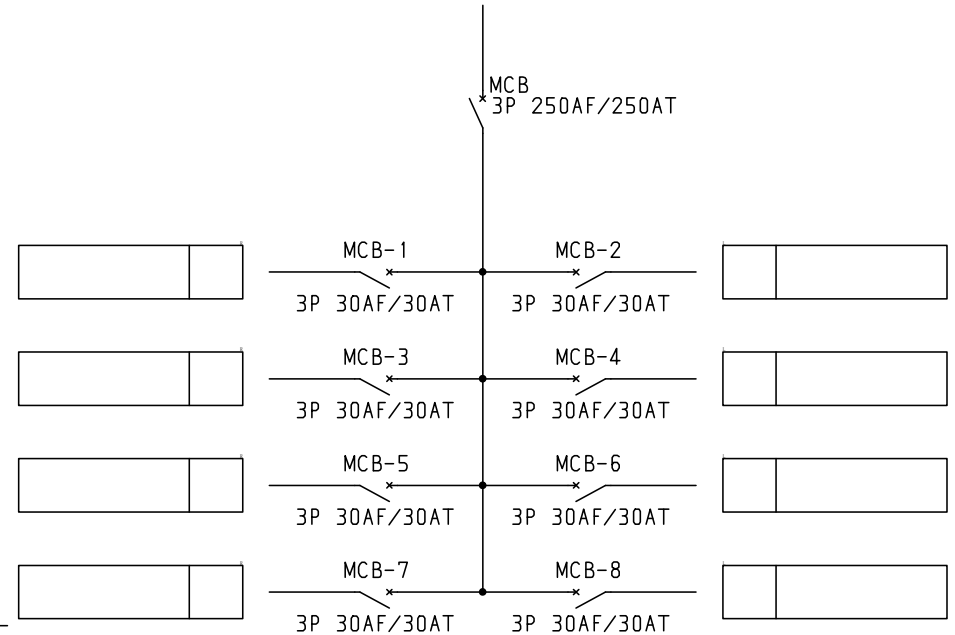 MCB
3P 250AF/250AT
MCB-1
3P 30AF/30AT
MCB-2
3P 30AF/30AT
MCB-3
3P 30AF/30AT
MCB-4
3P 30AF/30AT
MCB-5
3P 30AF/30AT
MCB-6
3P 30AF/30AT
MCB-7
3P 30AF/30AT
MCB-8
3P 30AF/30AT